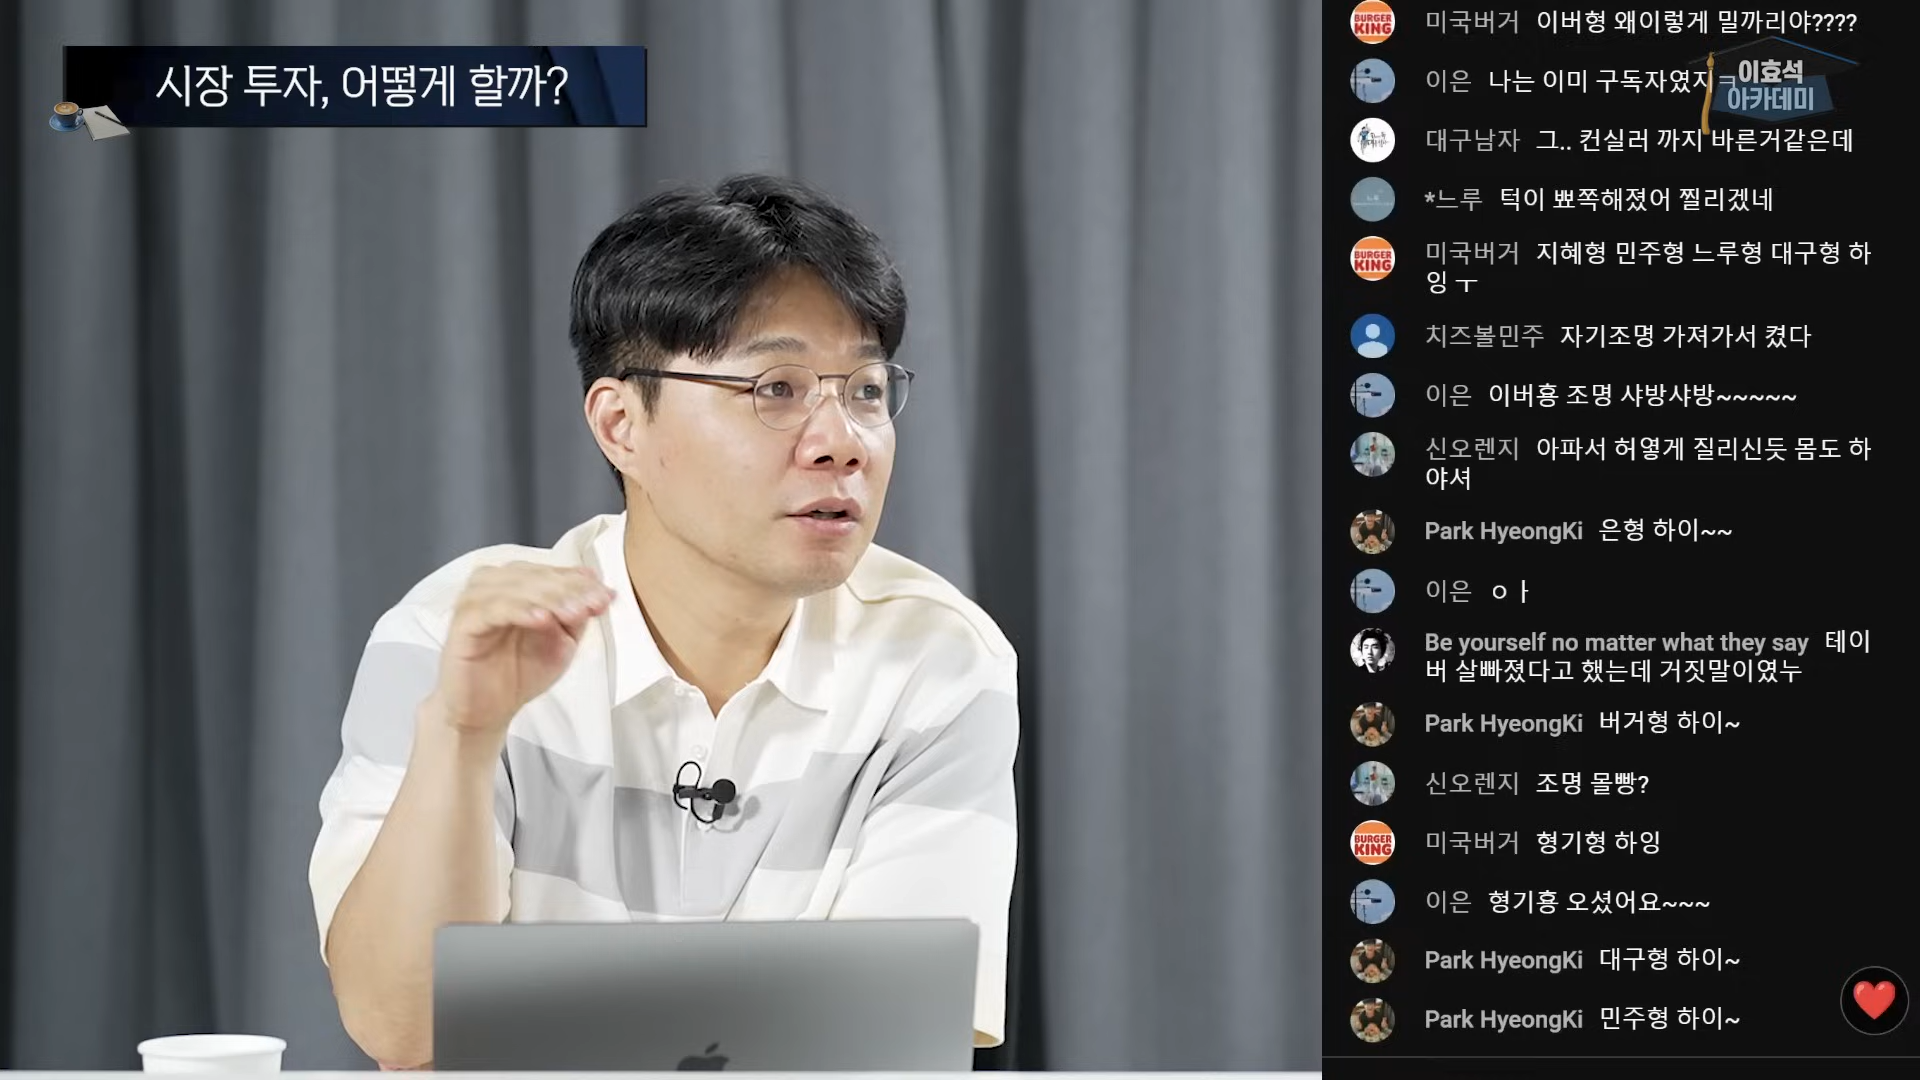 시장 투자, 어떻게 할까?
이효석
아카데미
BURGER
KING
미국버거 이버형 왜이렇게 밀까리야????
이은 나는 이미 구독자였지ㅋ
대구남자 그.. 컨실러 까지 바른거같은데
*느루 턱이 뾰쪽해졌어 찔리겠네
BURGER
KING
미국버거 지혜형 민주형 느루형 대구형 하
잉 ㅜ
치즈볼민주 자기조명 가져가서 켰다
이은 이버횽 조명 샤방샤방~~~~~
신오렌지 아파서 허옇게 질리신듯 몸도 하
야셔
Park HyeongKi 은형 하이~~
이은 ㅇㅏ
Be yourself no matter what they say 테이
버 살빠졌다고 했는데 거짓말이였누
Park HyeongKi 버거형 하이~
신오렌지 조명 몰빵?
BURGER
KING
미국버거 형기형 하잉
이은 형기횽 오셨어요~~~
Park HyeongKi 대구형 하이~
Park HyeongKi 민주형 하이~